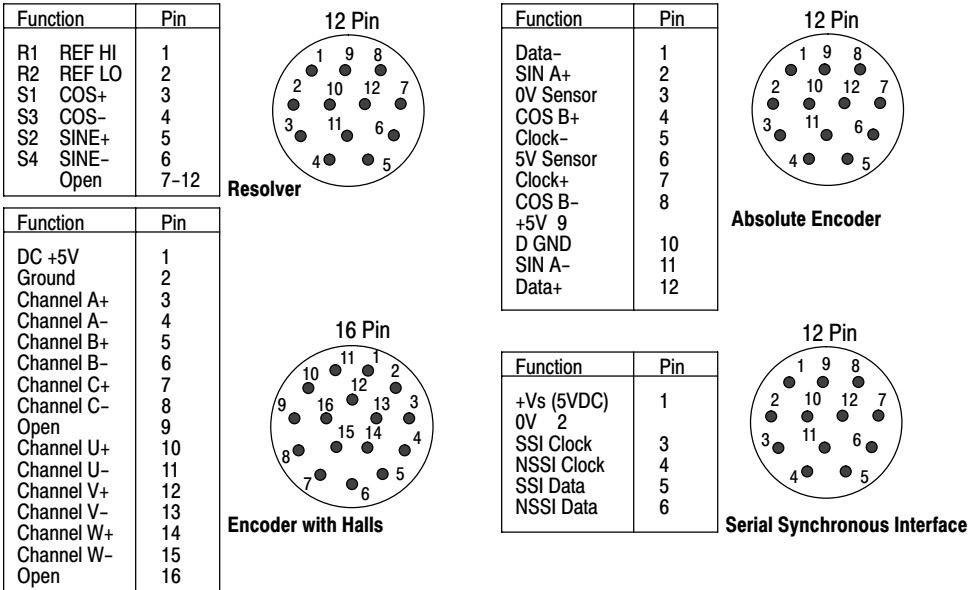 Function Pin
R1 REF HI 1
R2 REF LO 2
S1 COS+ 3
S3 COS- 4
S2 SINE+ 5
S4 SINE- 6
Open 7-12
12 Pin
1 9 8
2 10 12 7
3 11 6
4 5
Resolver
Function Pin
Data- 1
SIN A+ 2
0V Sensor 3
COS B+ 4
Clock- 5
5V Sensor 6
Clock+ 7
COS B- 8
+5V 9
D GND 10
SIN A- 11
Data+ 12
12 Pin
1 9 8
2 10 12 7
3 11 6
4 5
Absolute Encoder
Function Pin
DC +5V 1
Ground 2
Channel A+ 3
Channel A- 4
Channel B+ 5
Channel B- 6
Channel C+ 7
Channel C- 8
Open 9
Channel U+ 10
Channel U- 11
Channel V+ 12
Channel V- 13
Channel W+ 14
Channel W- 15
Open 16
16 Pin
11 1
10 12 2
9 16 13 3
15 14 4
8
7 6 5
Encoder with Halls
Function Pin
+Vs (5VDC) 1
0V 2
SSI Clock 3
NSSI Clock 4
SSI Data 5
NSSI Data 6
12 Pin
1 9 8
2 10 12 7
3 11 6
4 5
Serial Synchronous Interface